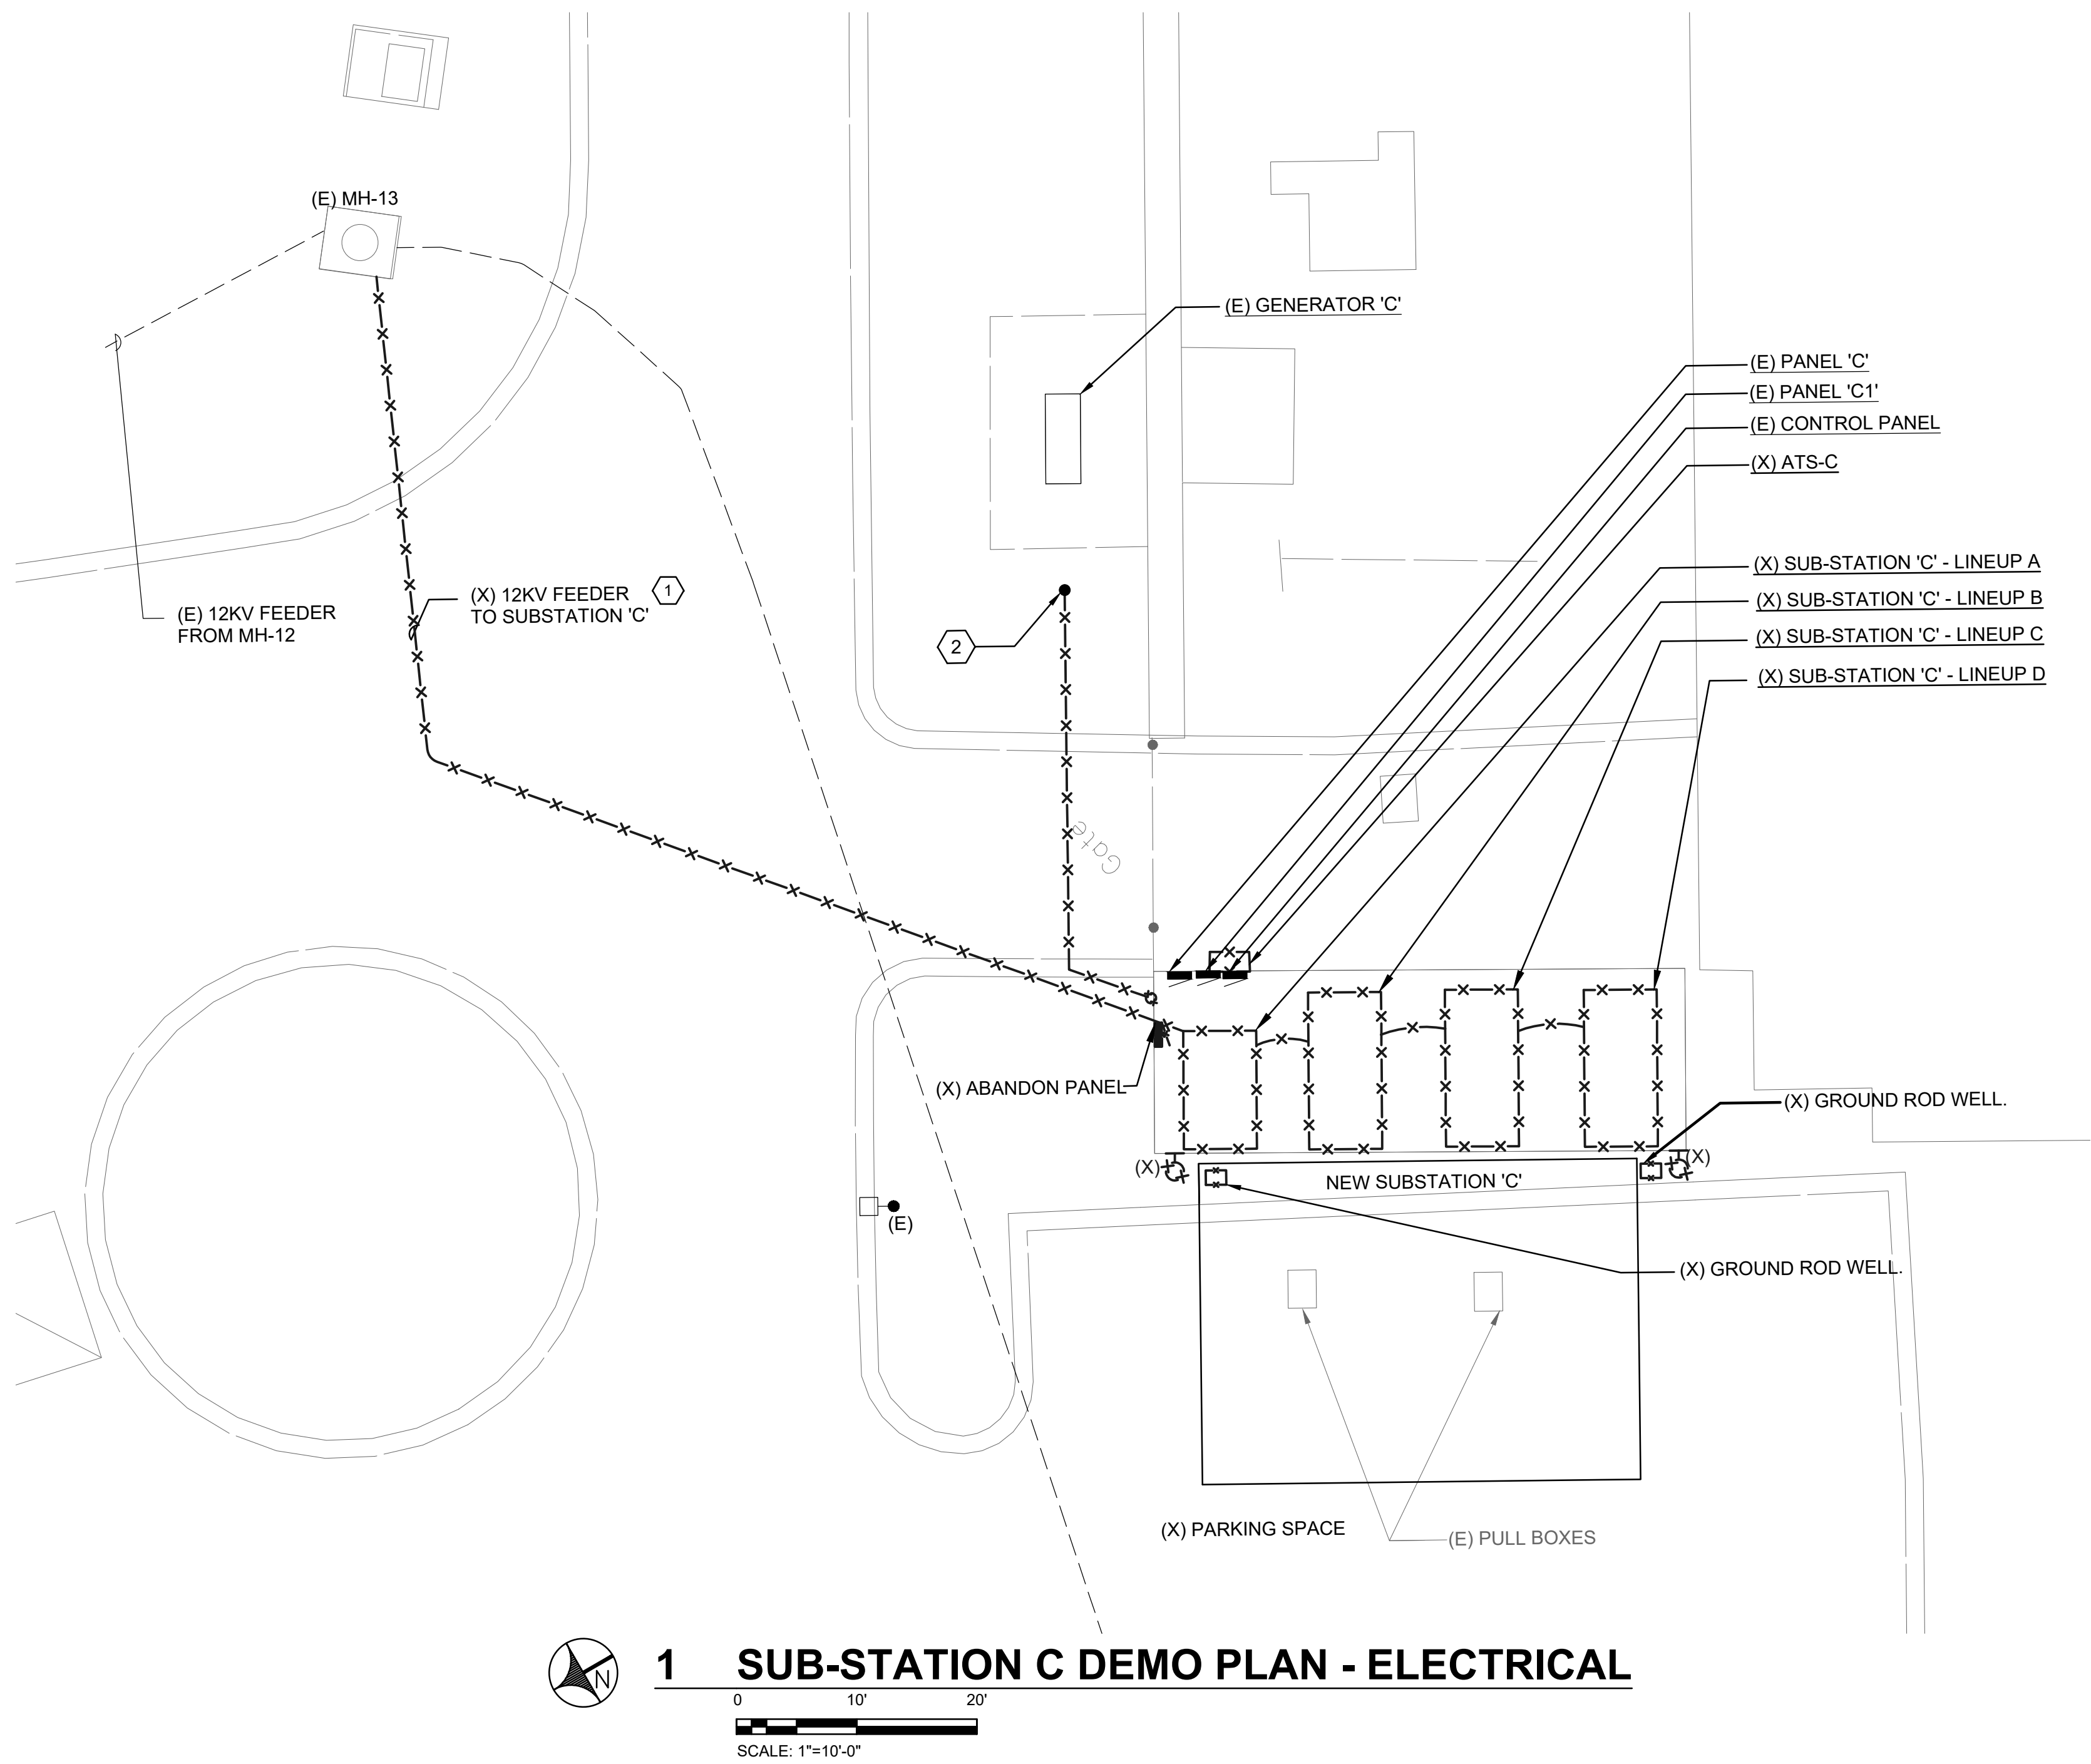 (E) MH-13
(E) GENERATOR 'C'
(E) PANEL 'C'
(E) PANEL 'C1'
(E) CONTROL PANEL
(X) ATS-C
(X) SUB-STATION 'C' - LINEUP A
(X) SUB-STATION 'C' - LINEUP B
(X) SUB-STATION 'C' - LINEUP C
(X) SUB-STATION 'C' - LINEUP D
(E) 12KV FEEDER
FROM MH-12
(X) 12KV FEEDER
TO SUBSTATION 'C'
1
2
Gate
(X) ABANDON PANEL
(X) GROUND ROD WELL.
(X)
(X)
NEW SUBSTATION 'C'
(E)
(X) GROUND ROD WELL.
(X) PARKING SPACE
(E) PULL BOXES
N
1 SUB-STATION C DEMO PLAN - ELECTRICAL
0 10' 20'
SCALE: 1"=10'-0"